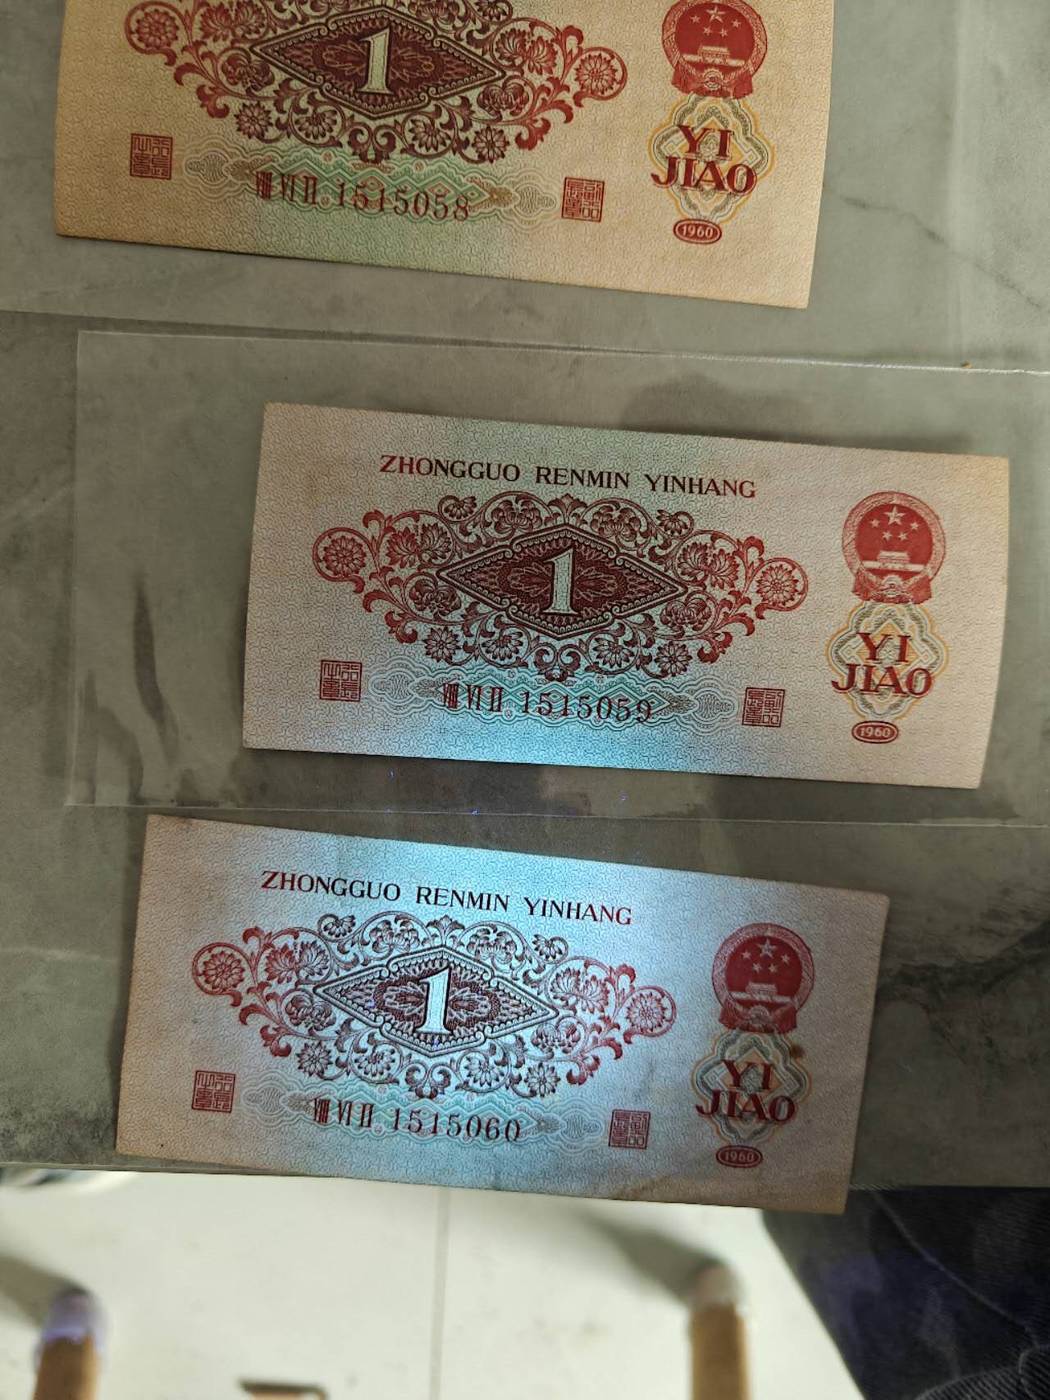 1
VIII VI II 1515058
YI
JIAO
1960
ZHONGGUO RENMIN YINHANG
1
VIII VI II 1515059
YI
JIAO
1960
ZHONGGUO RENMIN YINHANG
1
VIII VI II 1515060
YI
JIAO
1960